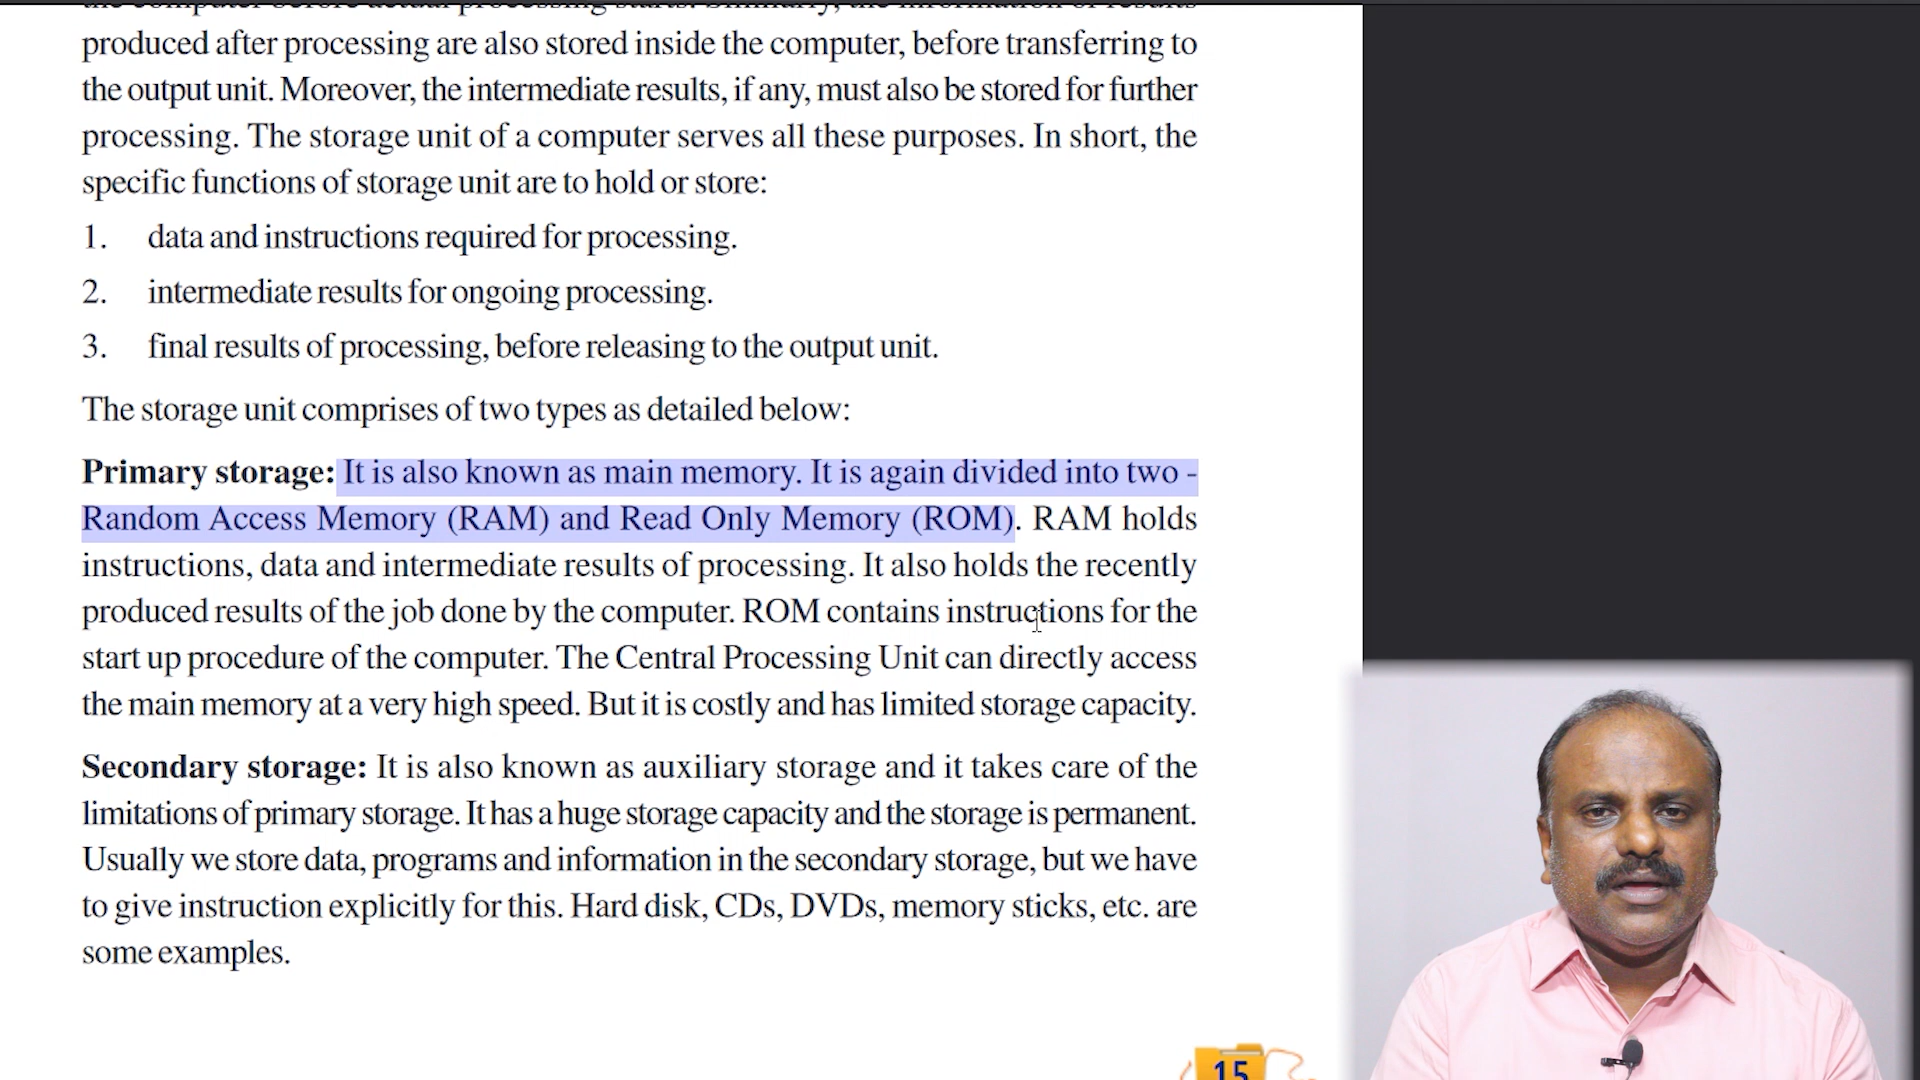 the computer before actual processing starts. Similarly, the information or results
produced after processing are also stored inside the computer, before transferring to
the output unit. Moreover, the intermediate results, if any, must also be stored for further
processing. The storage unit of a computer serves all these purposes. In short, the
specific functions of storage unit are to hold or store:
1. data and instructions required for processing.
2. intermediate results for ongoing processing.
3. final results of processing, before releasing to the output unit.
The storage unit comprises of two types as detailed below:
Primary storage: It is also known as main memory. It is again divided into two -
Random Access Memory (RAM) and Read Only Memory (ROM). RAM holds
instructions, data and intermediate results of processing. It also holds the recently
produced results of the job done by the computer. ROM contains instructions for the
start up procedure of the computer. The Central Processing Unit can directly access
the main memory at a very high speed. But it is costly and has limited storage capacity.
Secondary storage: It is also known as auxiliary storage and it takes care of the
limitations of primary storage. It has a huge storage capacity and the storage is permanent.
Usually we store data, programs and information in the secondary storage, but we have
to give instruction explicitly for this. Hard disk, CDs, DVDs, memory sticks, etc. are
some examples.
15